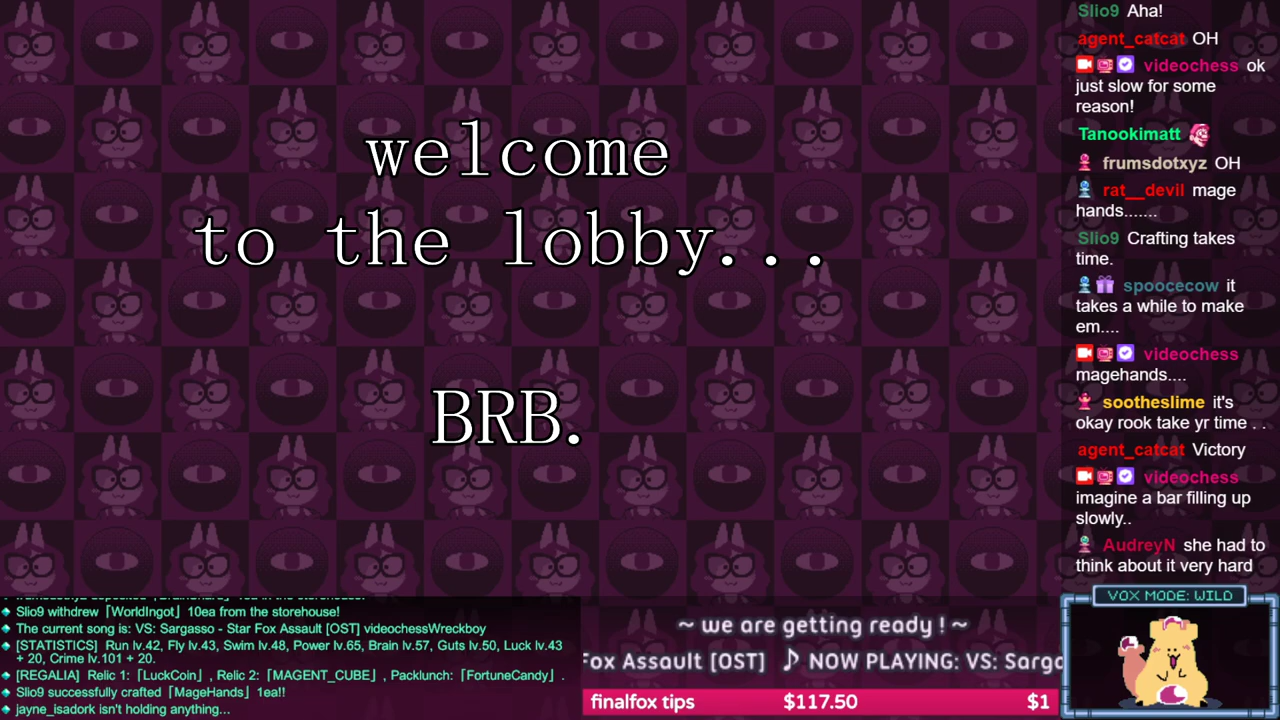 welcome
to the lobby...
BRB.
Slio9 Aha!
agent_catcat OH
videochess ok
just slow for some
reason!
Tanookimatt
frumsdotxyz OH
rat__devil mage
hands.......
Slio9 Crafting takes
time.
spoocecow it
takes a while to make
em....
videochess
magehands....
sootheslime it's
okay rook take yr time . .
agent_catcat Victory
videochess
imagine a bar filling up
slowly..
AudreyN she had to
think about it very hard
Slio9 withdrew「WorldIngot」10ea from the storehouse!
The current song is: VS: Sargasso - Star Fox Assault [OST] videochessWreckboy
[STATISTICS] Run lv.42, Fly lv.43, Swim lv.48, Power lv.65, Brain lv.57, Guts lv.50, Luck lv.43
+ 20, Crime lv.101 + 20.
[REGALIA] Relic 1:「LuckCoin」, Relic 2:「MAGENT_CUBE」, Packlunch:「FortuneCandy」.
Slio9 successfully crafted「MageHands」1ea!!
jayne_isadork isn't holding anything...
~ we are getting ready ! ~
Fox Assault [OST] ♪ NOW PLAYING: VS: Sarga
finalfox tips $117.50 $1
VOX MODE: WILD